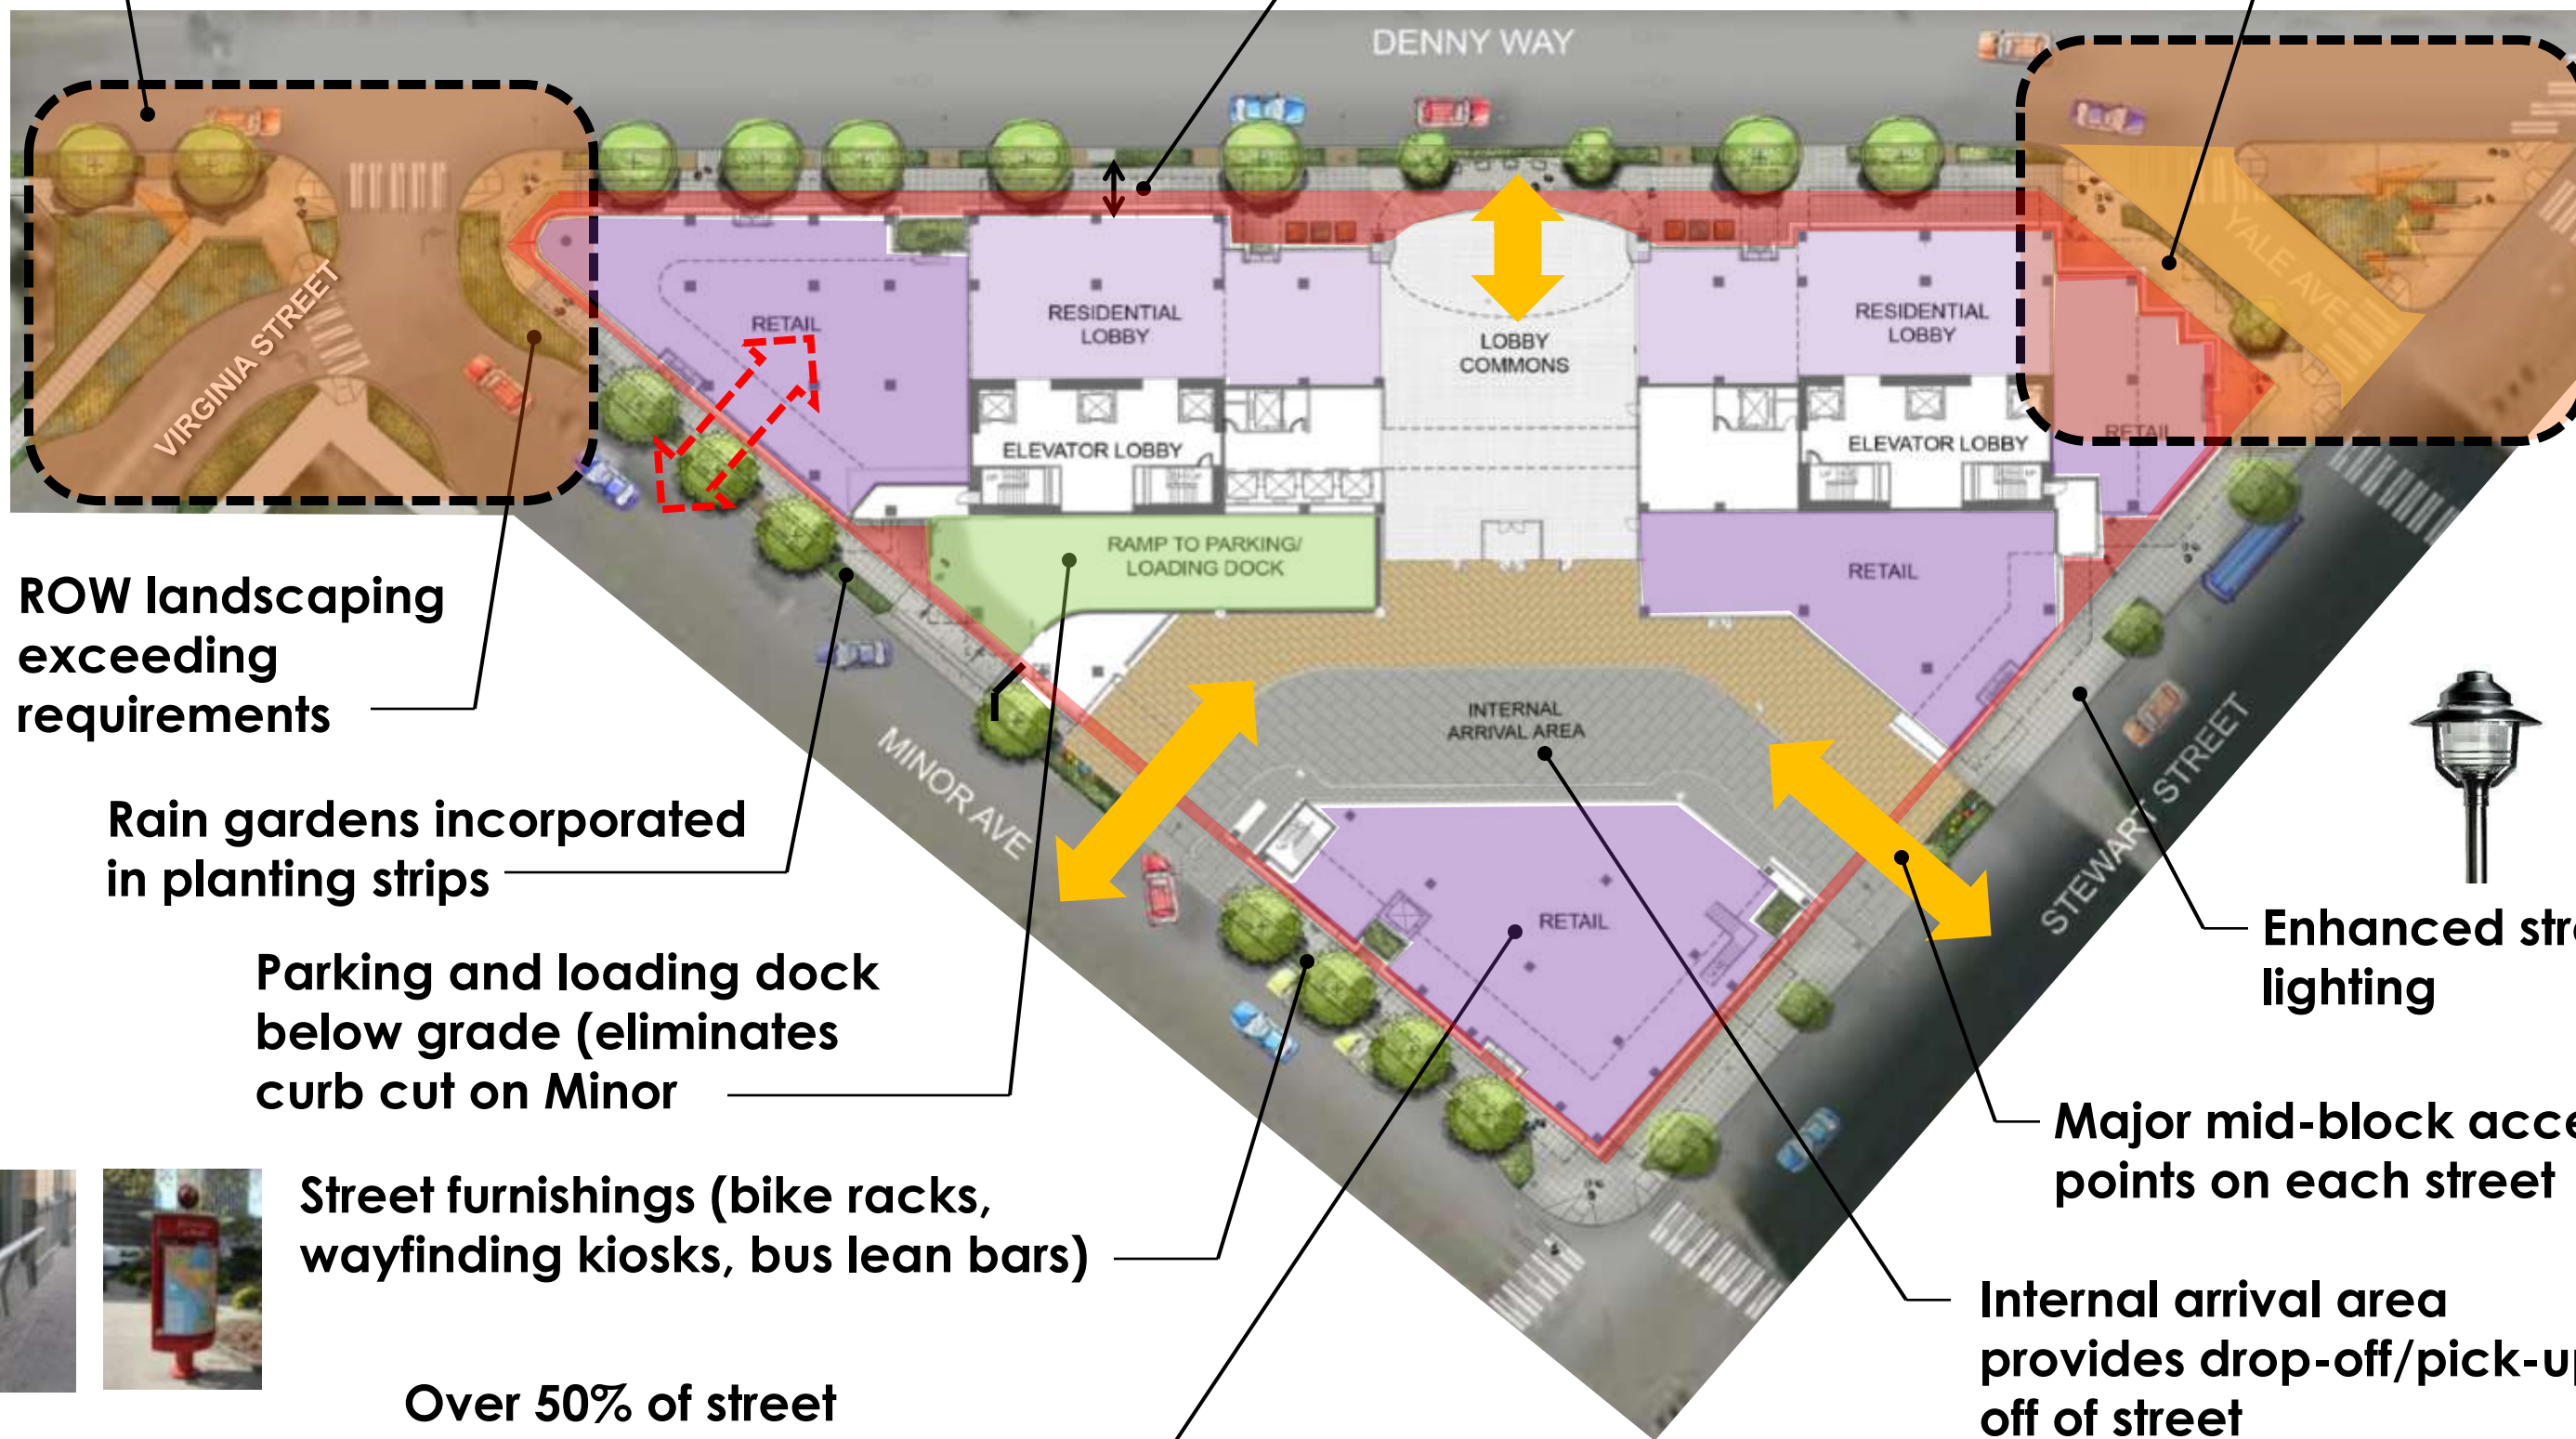 DENNY WAY
VIRGINIA STREET
YALE AVE
RETAIL
RESIDENTIAL
LOBBY
LOBBY
COMMONS
RESIDENTIAL
LOBBY
ELEVATOR LOBBY
ELEVATOR LOBBY
RETAIL
RAMP TO PARKING/
LOADING DOCK
RETAIL
INTERNAL
ARRIVAL AREA
MINOR AVE
STEWART STREET
RETAIL
ROW landscaping
exceeding
requirements
Rain gardens incorporated
in planting strips
Parking and loading dock
below grade (eliminates
curb cut on Minor
Street furnishings (bike racks,
wayfinding kiosks, bus lean bars)
Over 50% of street
Enhanced
lighting
Major mid-block
points on each street
Internal arrival area
provides drop-off/pick-up
off of street